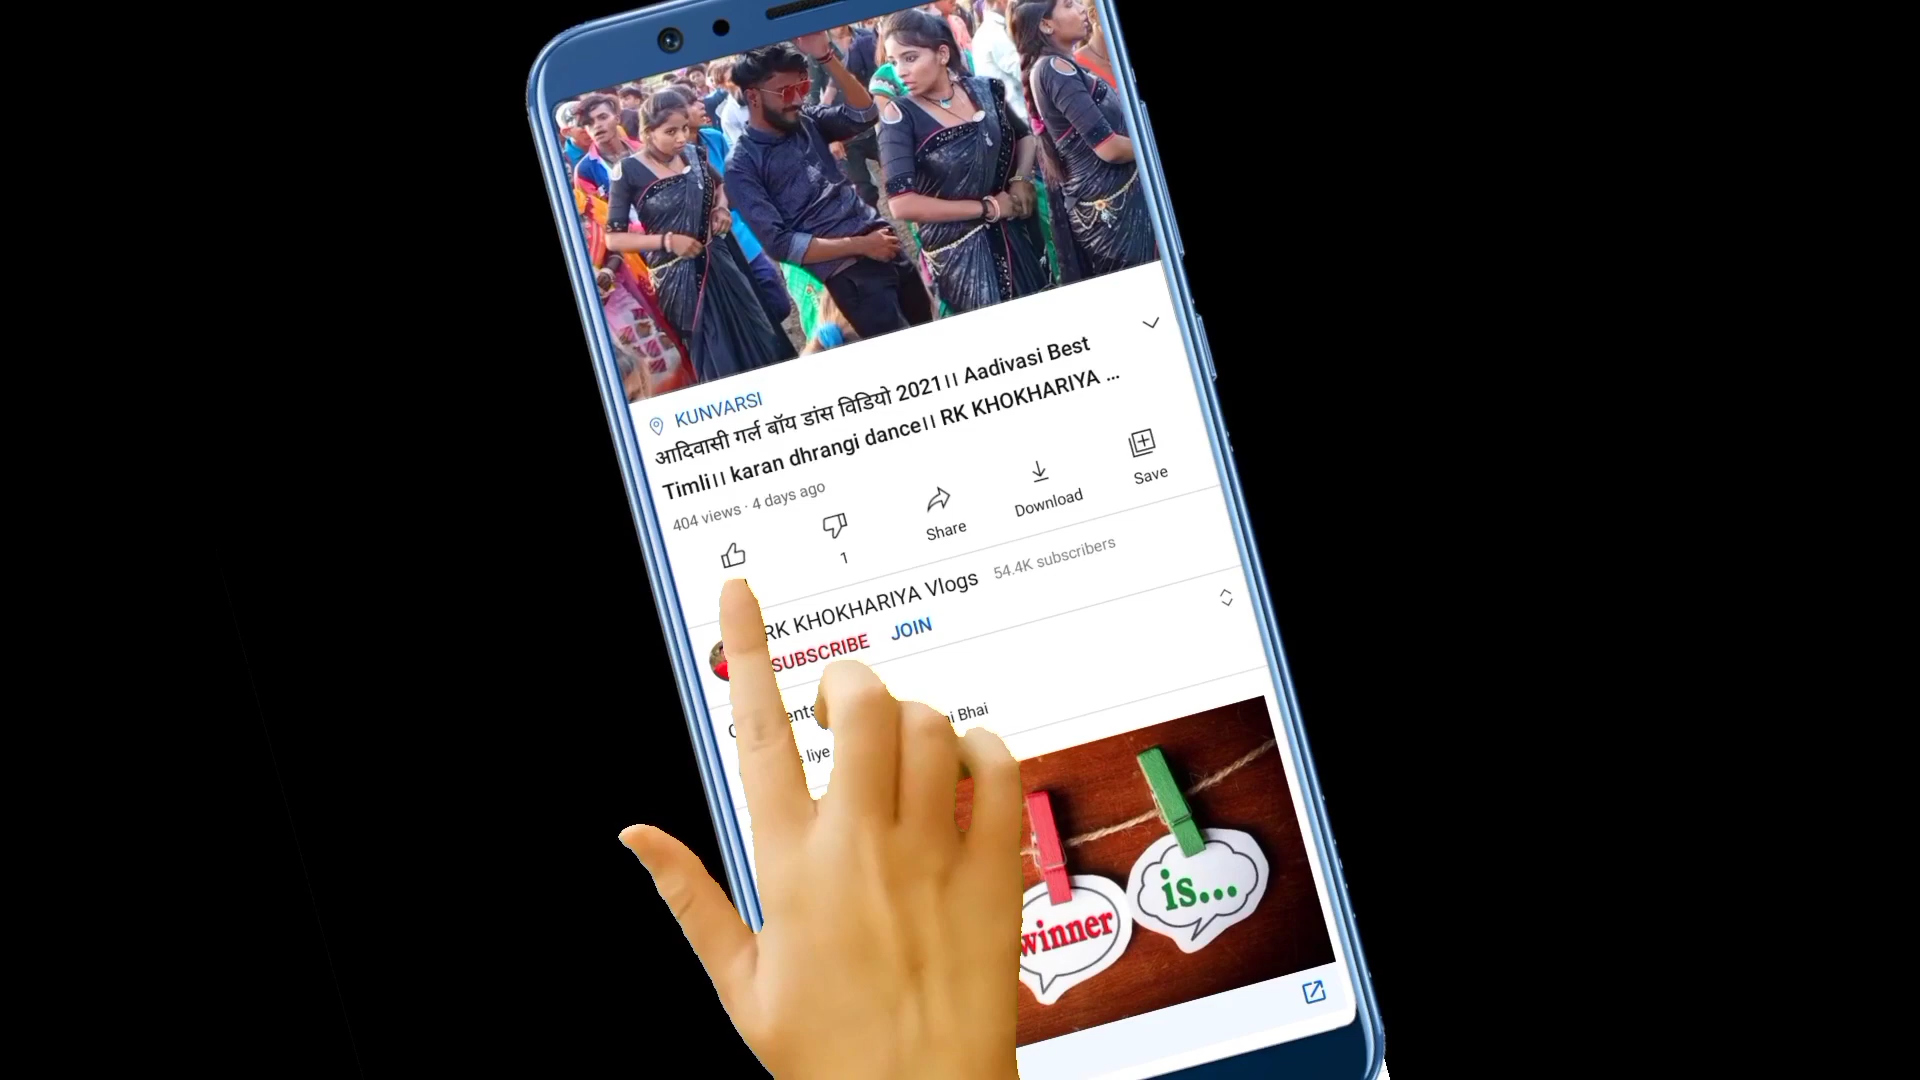 KUNVARSI
आदिवासी गर्ल बॉय डांस विडियो 2021।। Aadivasi Best
Timli।। karan dhrangi dance।। RK KHOKHARIYA ...
404 views · 4 days ago
1
Share
Download
Save
RK KHOKHARIYA Vlogs 54.4K subscribers
SUBSCRIBE JOIN
liye
Bhai
winner
is...